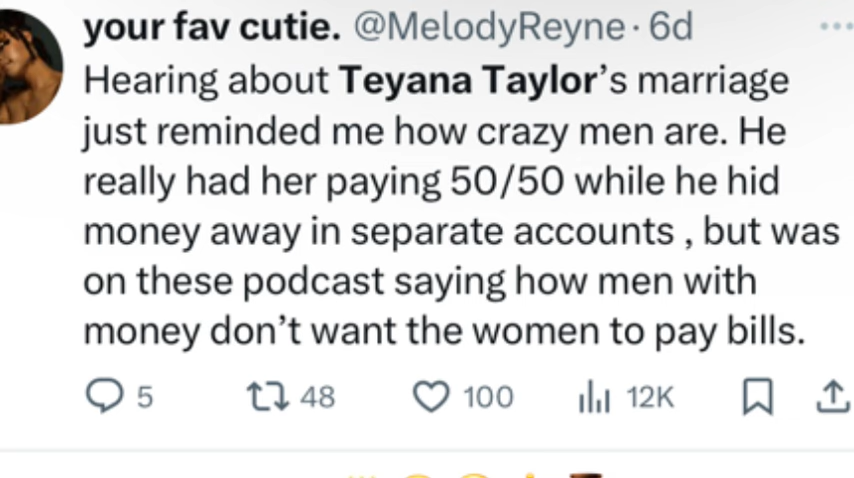 your fav cutie. @MelodyReyne · 6d
Hearing about Teyana Taylor's marriage
just reminded me how crazy men are. He
really had her paying 50/50 while he hid
money away in separate accounts , but was
on these podcast saying how men with
money don't want the women to pay bills.
5 48 100 12K